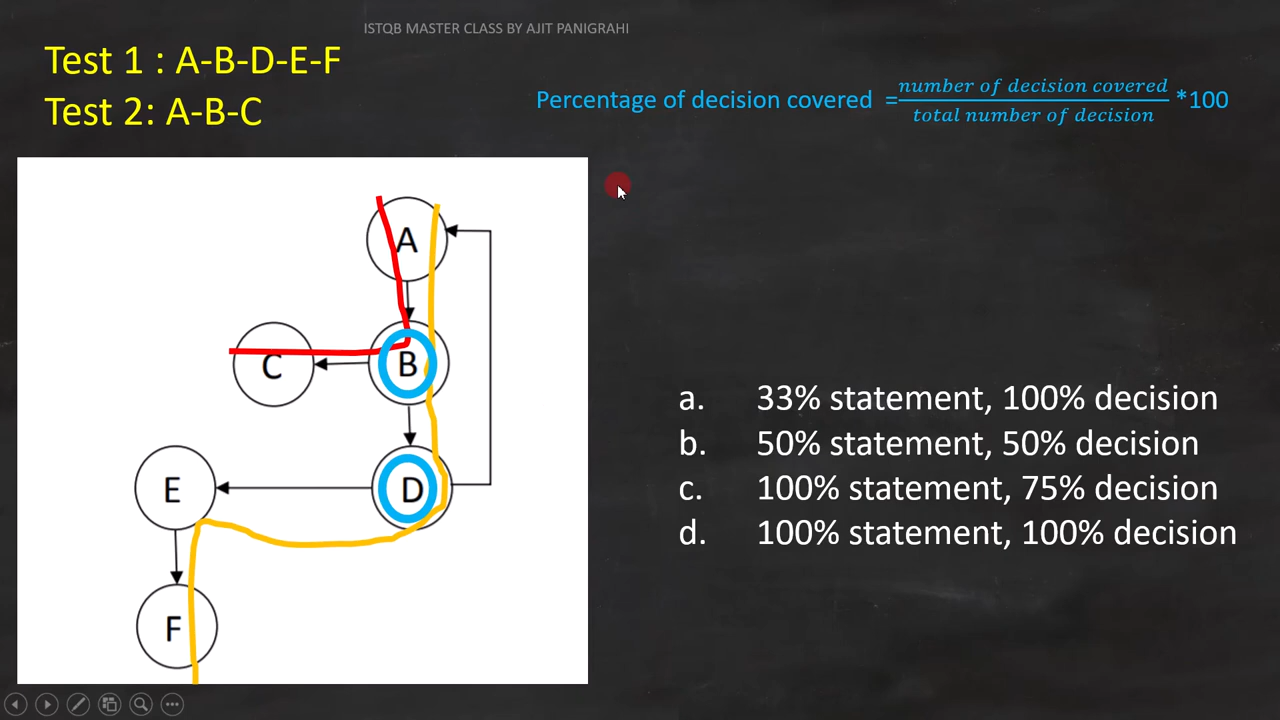 ISTQB MASTER CLASS BY AJIT PANIGRAHI
Test 1 : A-B-D-E-F
Test 2: A-B-C
Percentage of decision covered = number of decision covered / total number of decision *100
A
C
B
E
D
F
a. 33% statement, 100% decision
b. 50% statement, 50% decision
c. 100% statement, 75% decision
d. 100% statement, 100% decision